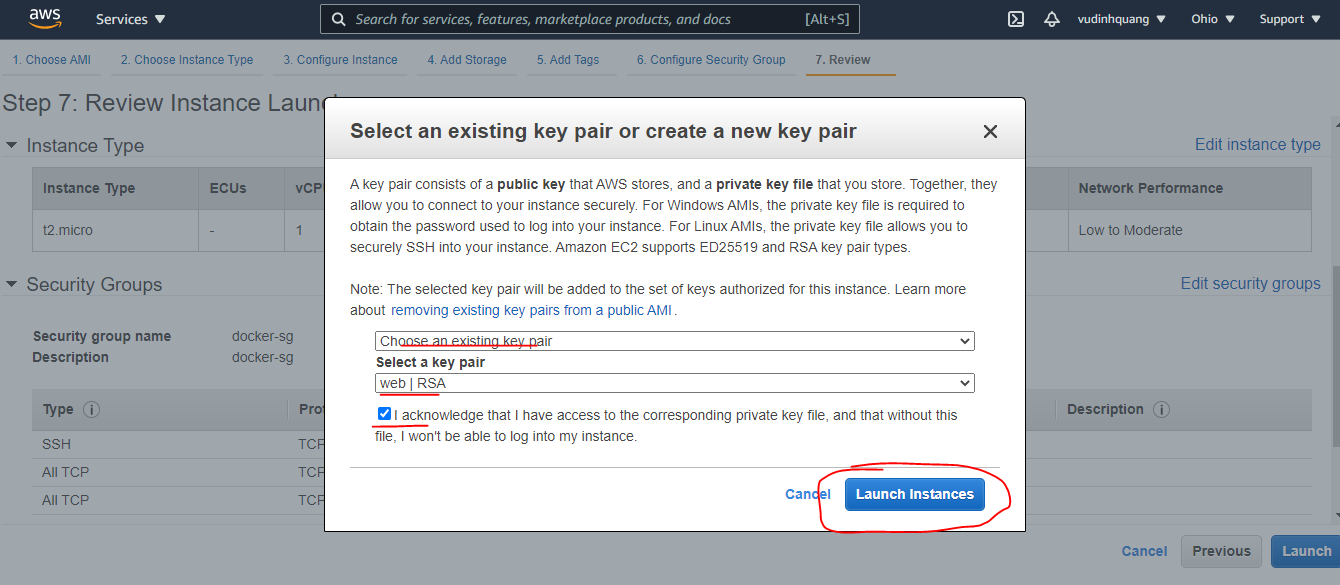 aws
Services
Search for services, features, marketplace products, and docs [Alt+S]
vudinhquang
Ohio
Support
1. Choose AMI
2. Choose Instance Type
3. Configure Instance
4. Add Storage
5. Add Tags
6. Configure Security Group
7. Review
Step 7: Review Instance Laun
Instance Type
Edit instance type
Instance Type ECUs vCP Network Performance
t2.micro - 1 Low to Moderate
Security Groups
Edit security groups
Security group name docker-sg
Description docker-sg
Type Prot Description
SSH TCP
All TCP TCP
All TCP TCP
Select an existing key pair or create a new key pair
A key pair consists of a public key that AWS stores, and a private key file that you store. Together, they
allow you to connect to your instance securely. For Windows AMIs, the private key file is required to
obtain the password used to log into your instance. For Linux AMIs, the private key file allows you to
securely SSH into your instance. Amazon EC2 supports ED25519 and RSA key pair types.
Note: The selected key pair will be added to the set of keys authorized for this instance. Learn more
about removing existing key pairs from a public AMI .
Choose an existing key pair
Select a key pair
web | RSA
I acknowledge that I have access to the corresponding private key file, and that without this
file, I won't be able to log into my instance.
Cancel Launch Instances
Cancel Previous Launch